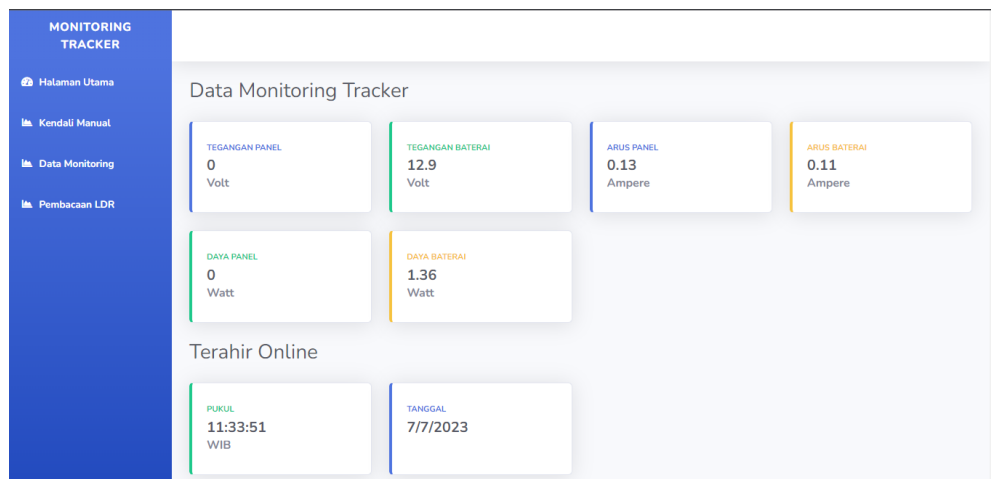 MONITORING
TRACKER
Halaman Utama
Kendali Manual
Data Monitoring
Pembacaan LDR
Data Monitoring Tracker
TEGANGAN PANEL
0
Volt
TEGANGAN BATERAI
12.9
Volt
ARUS PANEL
0.13
Ampere
ARUS BATERAI
0.11
Ampere
DAYA PANEL
0
Watt
DAYA BATERAI
1.36
Watt
Terahir Online
PUKUL
11:33:51
WIB
TANGGAL
7/7/2023